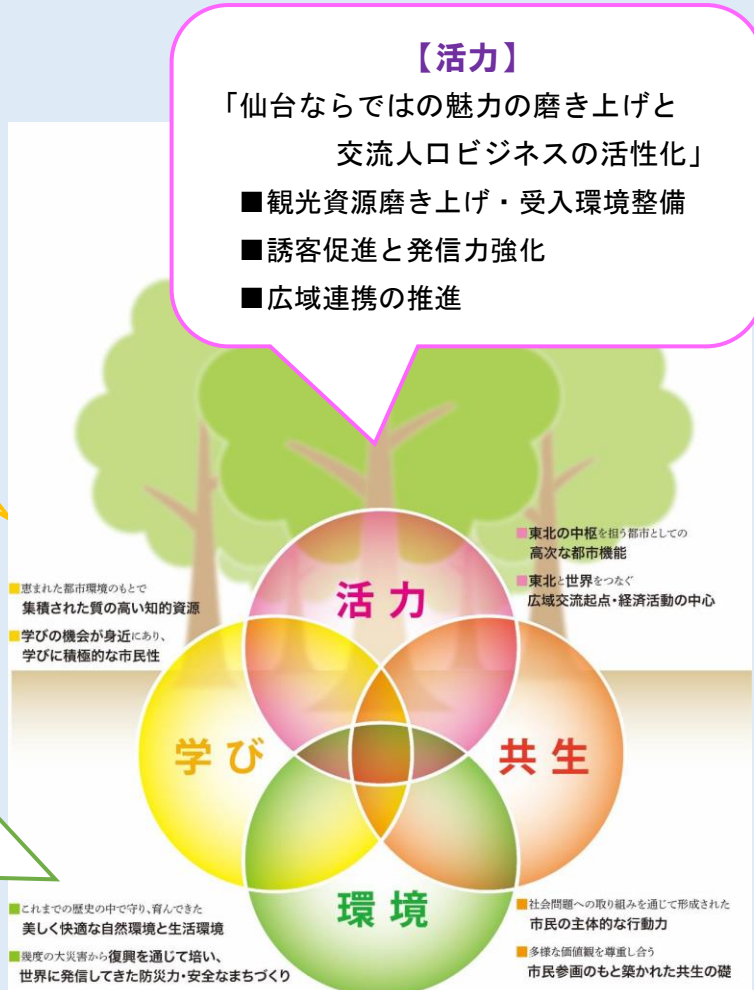 【活力】
「仙台ならではの魅力の磨き上げと
交流人口ビジネスの活性化」
■観光資源磨き上げ・受入環境整備
■誘客促進と発信力強化
■広域連携の推進
■東北の中枢を担う都市としての
高次な都市機能
■東北と世界をつなぐ
広域交流起点・経済活動の中心
■恵まれた都市環境のもとで
集積された質の高い知的資源
■学びの機会が身近にあり、
学びに積極的な市民性
活力
学び
共生
環境
■これまでの歴史の中で守り、育んできた
美しく快適な自然環境と生活環境
■幾度の大災害から復興を通じて培い、
世界に発信してきた防災力・安全なまちづくり
■社会問題への取り組みを通じて形成された
市民の主体的な行動力
■多様な価値観を尊重し合う
市民参画のもと築かれた共生の礎